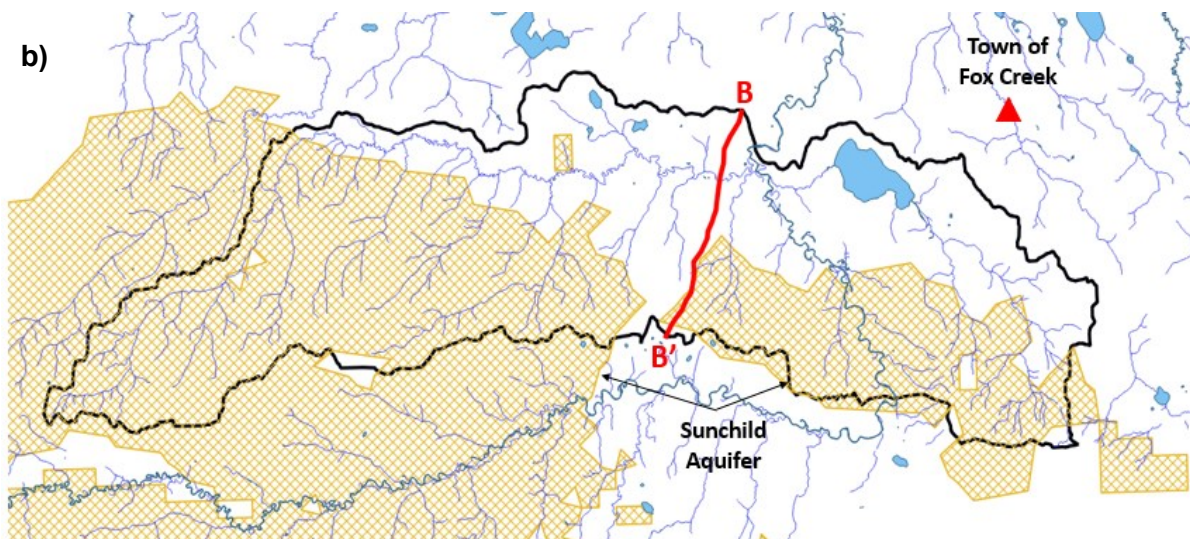 b)
Town of
Fox Creek
B
B'
Sunchild
Aquifer